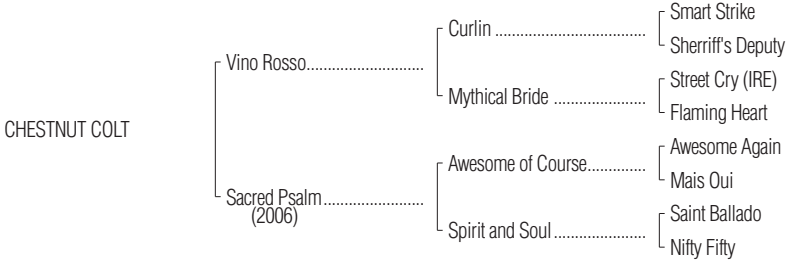 Smart Strike
Curlin ....................................
Sherriff's Deputy
Vino Rosso...........................
Street Cry (IRE)
Mythical Bride ......................
Flaming Heart
CHESTNUT COLT
Awesome Again
Awesome of Course..............
Mais Oui
Sacred Psalm.......................
(2006)
Saint Ballado
Spirit and Soul ......................
Nifty Fifty